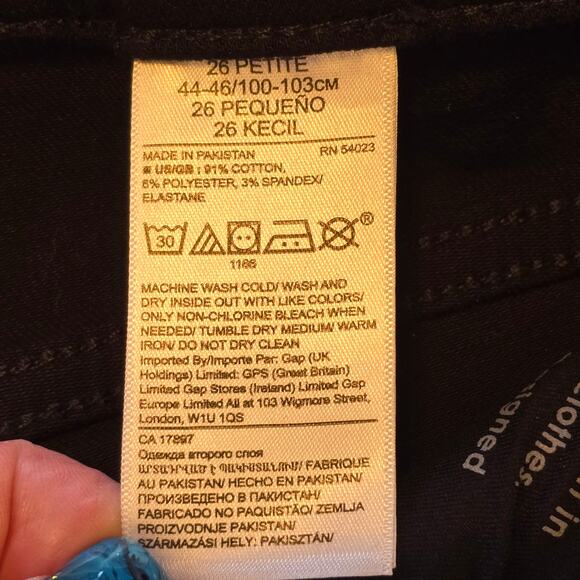 26 PETITE
44-46/100-103CM
26 PEQUEÑO
26 KECIL
MADE IN PAKISTAN RN 54023
US/GB : 91% COTTON,
6% POLYESTER, 3% SPANDEX/
ELASTANE
30
®
1166
MACHINE WASH COLD/ WASH AND
DRY INSIDE OUT WITH LIKE COLORS/
ONLY NON-CHLORINE BLEACH WHEN
NEEDED/ TUMBLE DRY MEDIUM/ WARM
IRON/ DO NOT DRY CLEAN
Imported By/Importe Par: Gap (UK
Holdings) Limited: GPS (Great Britain)
Limited Gap Stores (Ireland) Limited Gap
Europe Limited All at 103 Wigmore Street,
London, W1U 1QS
CA 17897
Одежда второго слоя
ԱՐՏԱԴՐՎԱԾ Է ՊԱԿԻՍՏԱՆՈՒՄ/ FABRIQUE
AU PAKISTAN/ HECHO EN PAKISTAN/
ПРОИЗВЕДЕНО В ПАКИСТАН/
FABRICADO NO PAQUISTÃO/ ZEMLJA
PROIZVODNJE PAKISTAN/
SZÁRMAZÁSI HELY: PAKISZTÁN/
in
clothes